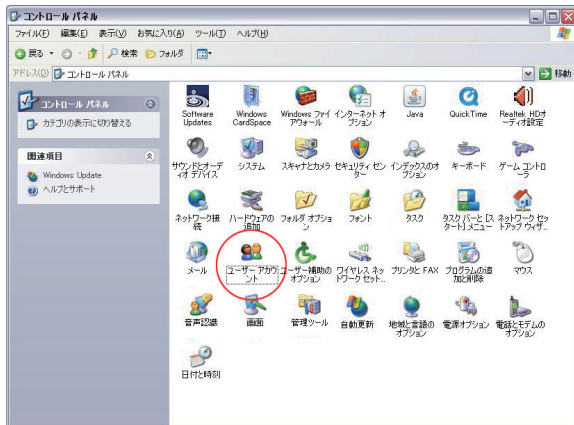 コントロール パネル
ファイル(F) 編集(E) 表示(V) お気に入り(A) ツール(T) ヘルプ(H)
戻る 検索 フォルダ
アドレス(D) コントロール パネル 移動
コントロール パネル
カテゴリの表示に切り替える
関連項目
Windows Update
ヘルプとサポート
Software Updates
Windows CardSpace
Windows ファイアウォール
インターネット オプション
Java
QuickTime
Realtek HDオーディオ設定
サウンドとオーディオ デバイス
システム
スキャナとカメラ
セキュリティ センター
インデックスのオプション
キーボード
ゲーム コントローラ
ネットワーク接続
ハードウェアの追加
フォルダ オプション
フォント
タスク
タスク バーと [スタート] メニュー
ネットワーク セットアップ ウィザ...
メール
ユーザー アカウント
ユーザー補助のオプション
ワイヤレス ネットワーク セット...
プリンタと FAX
プログラムの追加と削除
マウス
音声認識
画面
管理ツール
自動更新
地域と言語のオプション
電源オプション
電話とモデムのオプション
日付と時刻